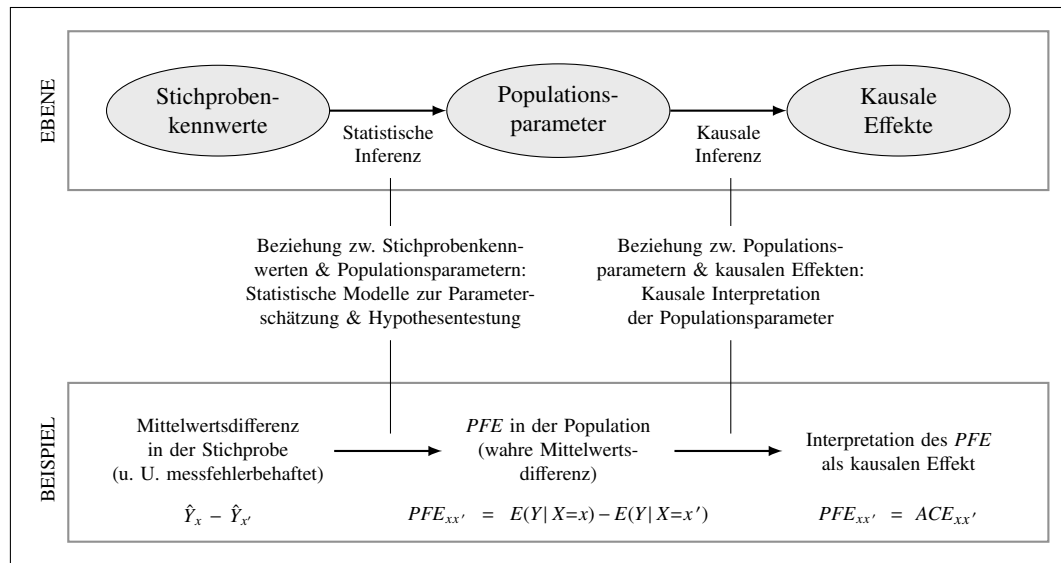 EBENE
Stichproben-
kennwerte
Statistische
Inferenz
Populations-
parameter
Kausale
Inferenz
Kausale
Effekte
Beziehung zw. Stichprobenkenn-
werten & Populationsparametern:
Statistische Modelle zur Parameter-
schätzung & Hypothesentestung
Beziehung zw. Populations-
parametern & kausalen Effekten:
Kausale Interpretation
der Populationsparameter
BEISPIEL
Mittelwertsdifferenz
in der Stichprobe
(u. U. messfehlerbehaftet)
Ŷₓ − Ŷₓ′
PFE in der Population
(wahre Mittelwerts-
differenz)
PFEₓₓ′ = E(Y| X=x) − E(Y| X=x′)
Interpretation des PFE
als kausalen Effekt
PFEₓₓ′ = ACEₓₓ′